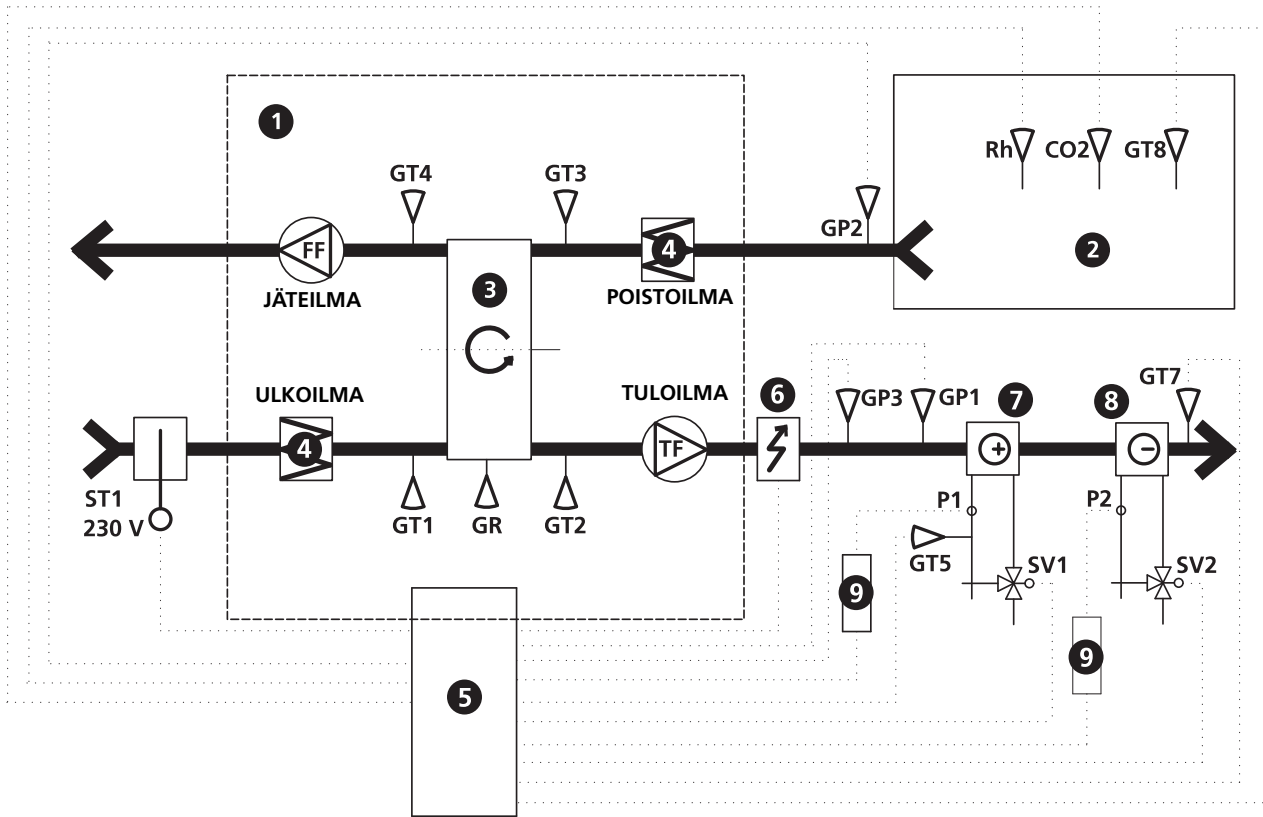 1
Rh
CO2
GT8
GT4
GT3
GP2
FF
4
2
JÄTEILMA
3
POISTOILMA
ULKOILMA
TULOILMA
6
GP3
GP1
7
8
GT7
4
TF
+
−
ST1
230 V
GT1
GR
GT2
P1
P2
GT5
SV1
SV2
9
9
5